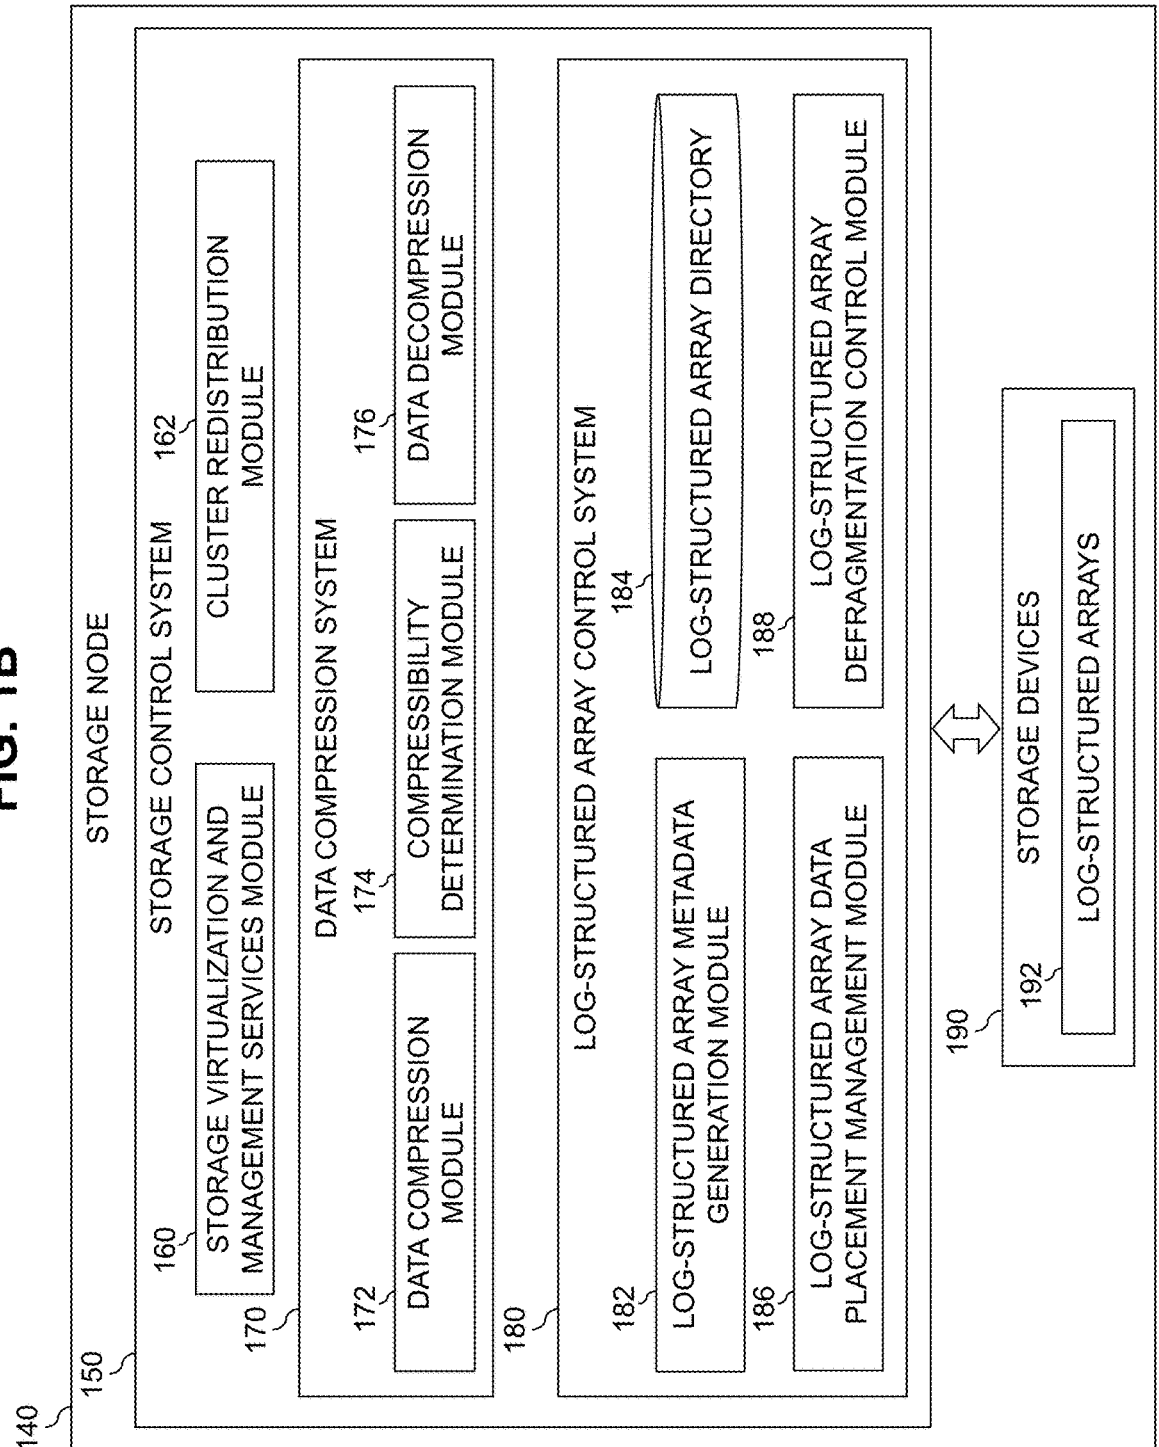 FIG. 1B
140
STORAGE NODE
150
STORAGE CONTROL SYSTEM
160
STORAGE VIRTUALIZATION AND
MANAGEMENT SERVICES MODULE
162
CLUSTER REDISTRIBUTION
MODULE
170
DATA COMPRESSION SYSTEM
172
DATA COMPRESSION
MODULE
174
COMPRESSIBILITY
DETERMINATION MODULE
176
DATA DECOMPRESSION
MODULE
180
LOG-STRUCTURED ARRAY CONTROL SYSTEM
182
LOG-STRUCTURED ARRAY METADATA
GENERATION MODULE
184
LOG-STRUCTURED ARRAY DIRECTORY
186
LOG-STRUCTURED ARRAY DATA
PLACEMENT MANAGEMENT MODULE
188
LOG-STRUCTURED ARRAY
DEFRAGMENTATION CONTROL MODULE
190
STORAGE DEVICES
192
LOG-STRUCTURED ARRAYS